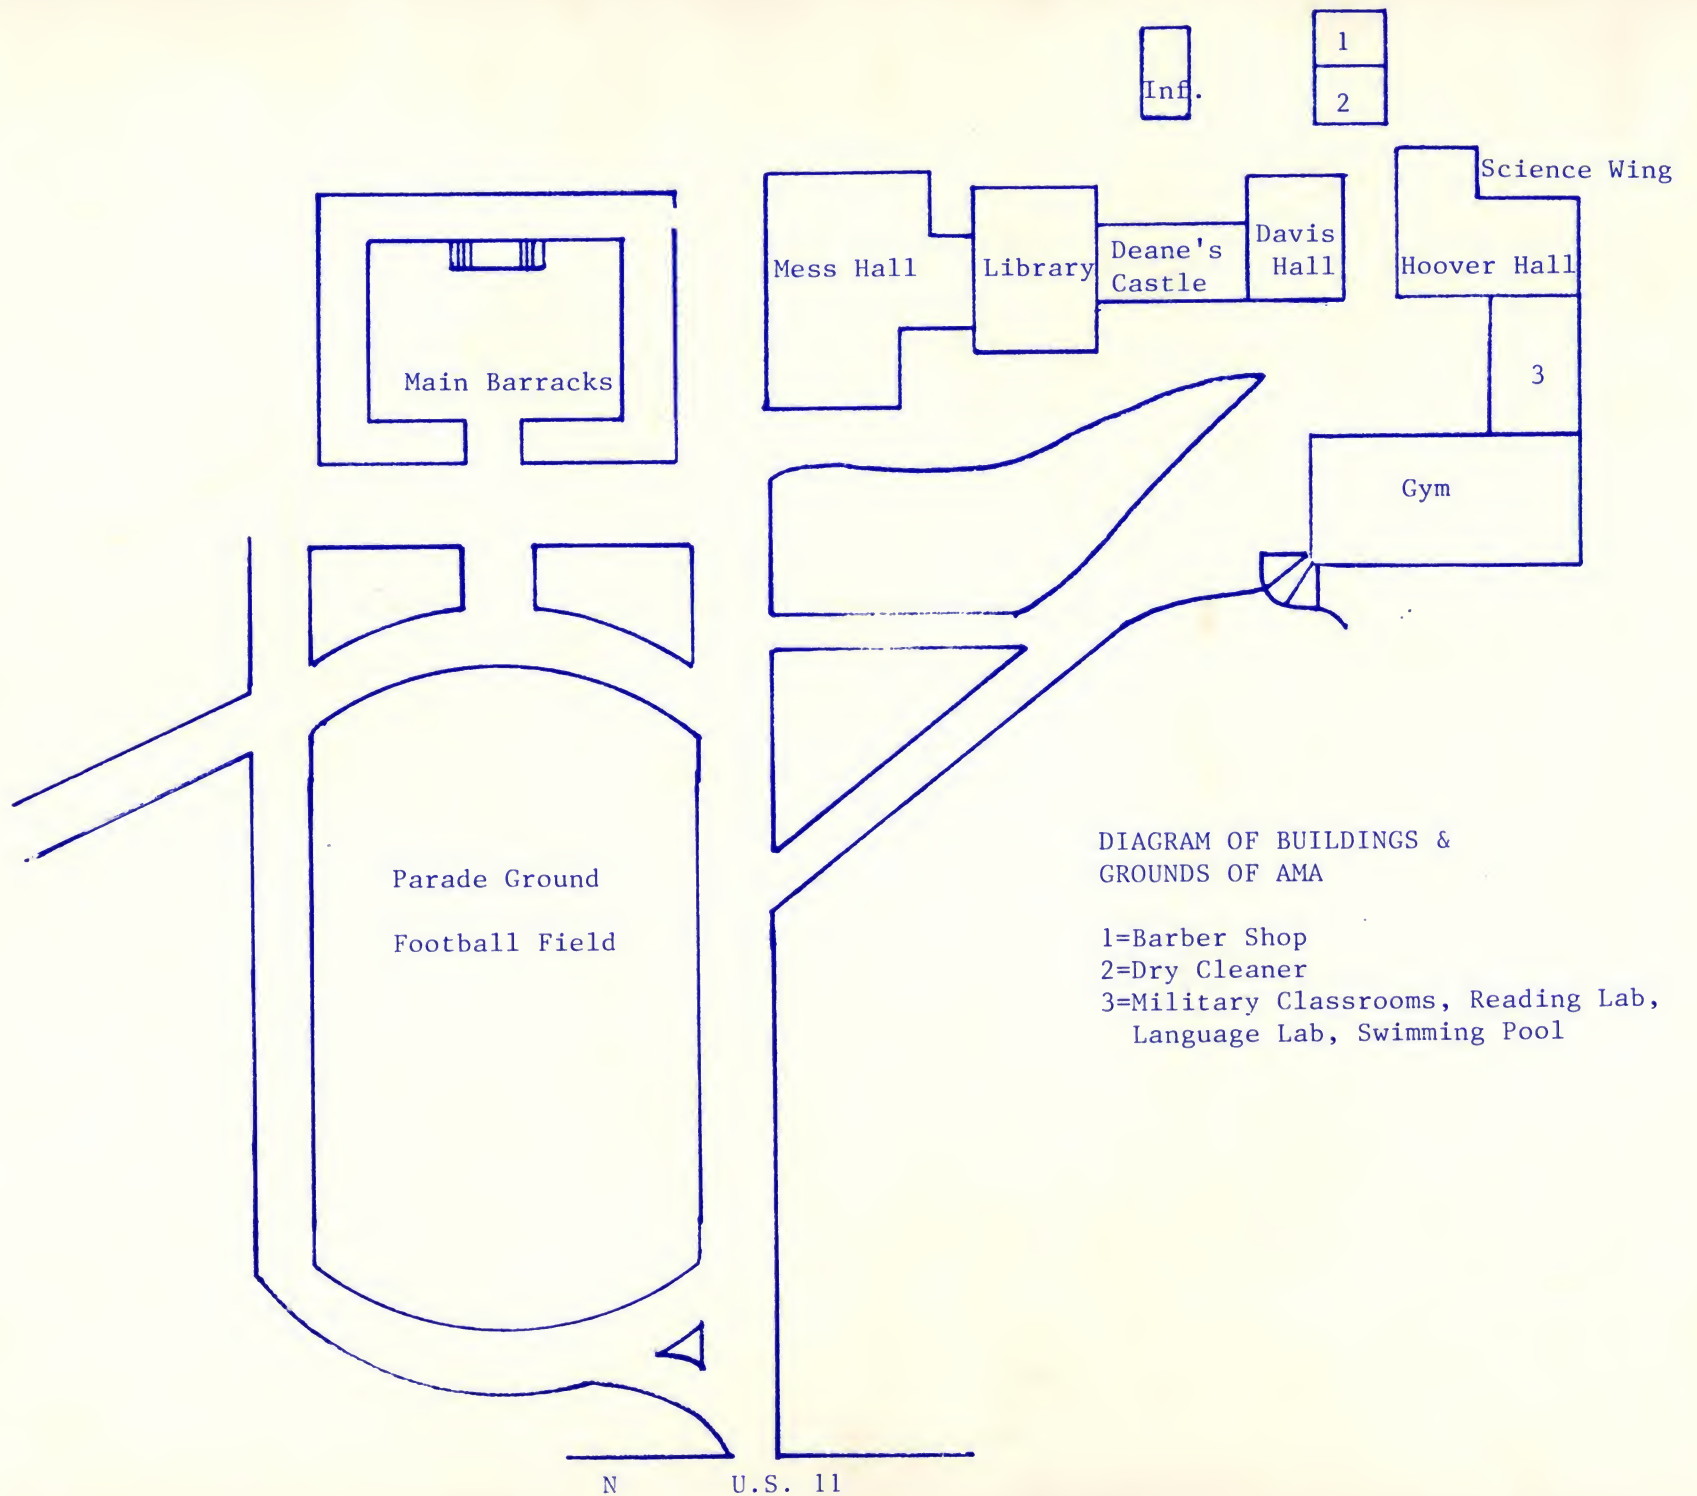 1
Inf.
2
Science Wing
Davis
Hall
Deane's
Castle
Mess Hall
Library
Hoover Hall
Main Barracks
3
Gym
Parade Ground
Football Field
DIAGRAM OF BUILDINGS &
GROUNDS OF AMA
1=Barber Shop
2=Dry Cleaner
3=Military Classrooms, Reading Lab,
Language Lab, Swimming Pool
N
U.S. 11